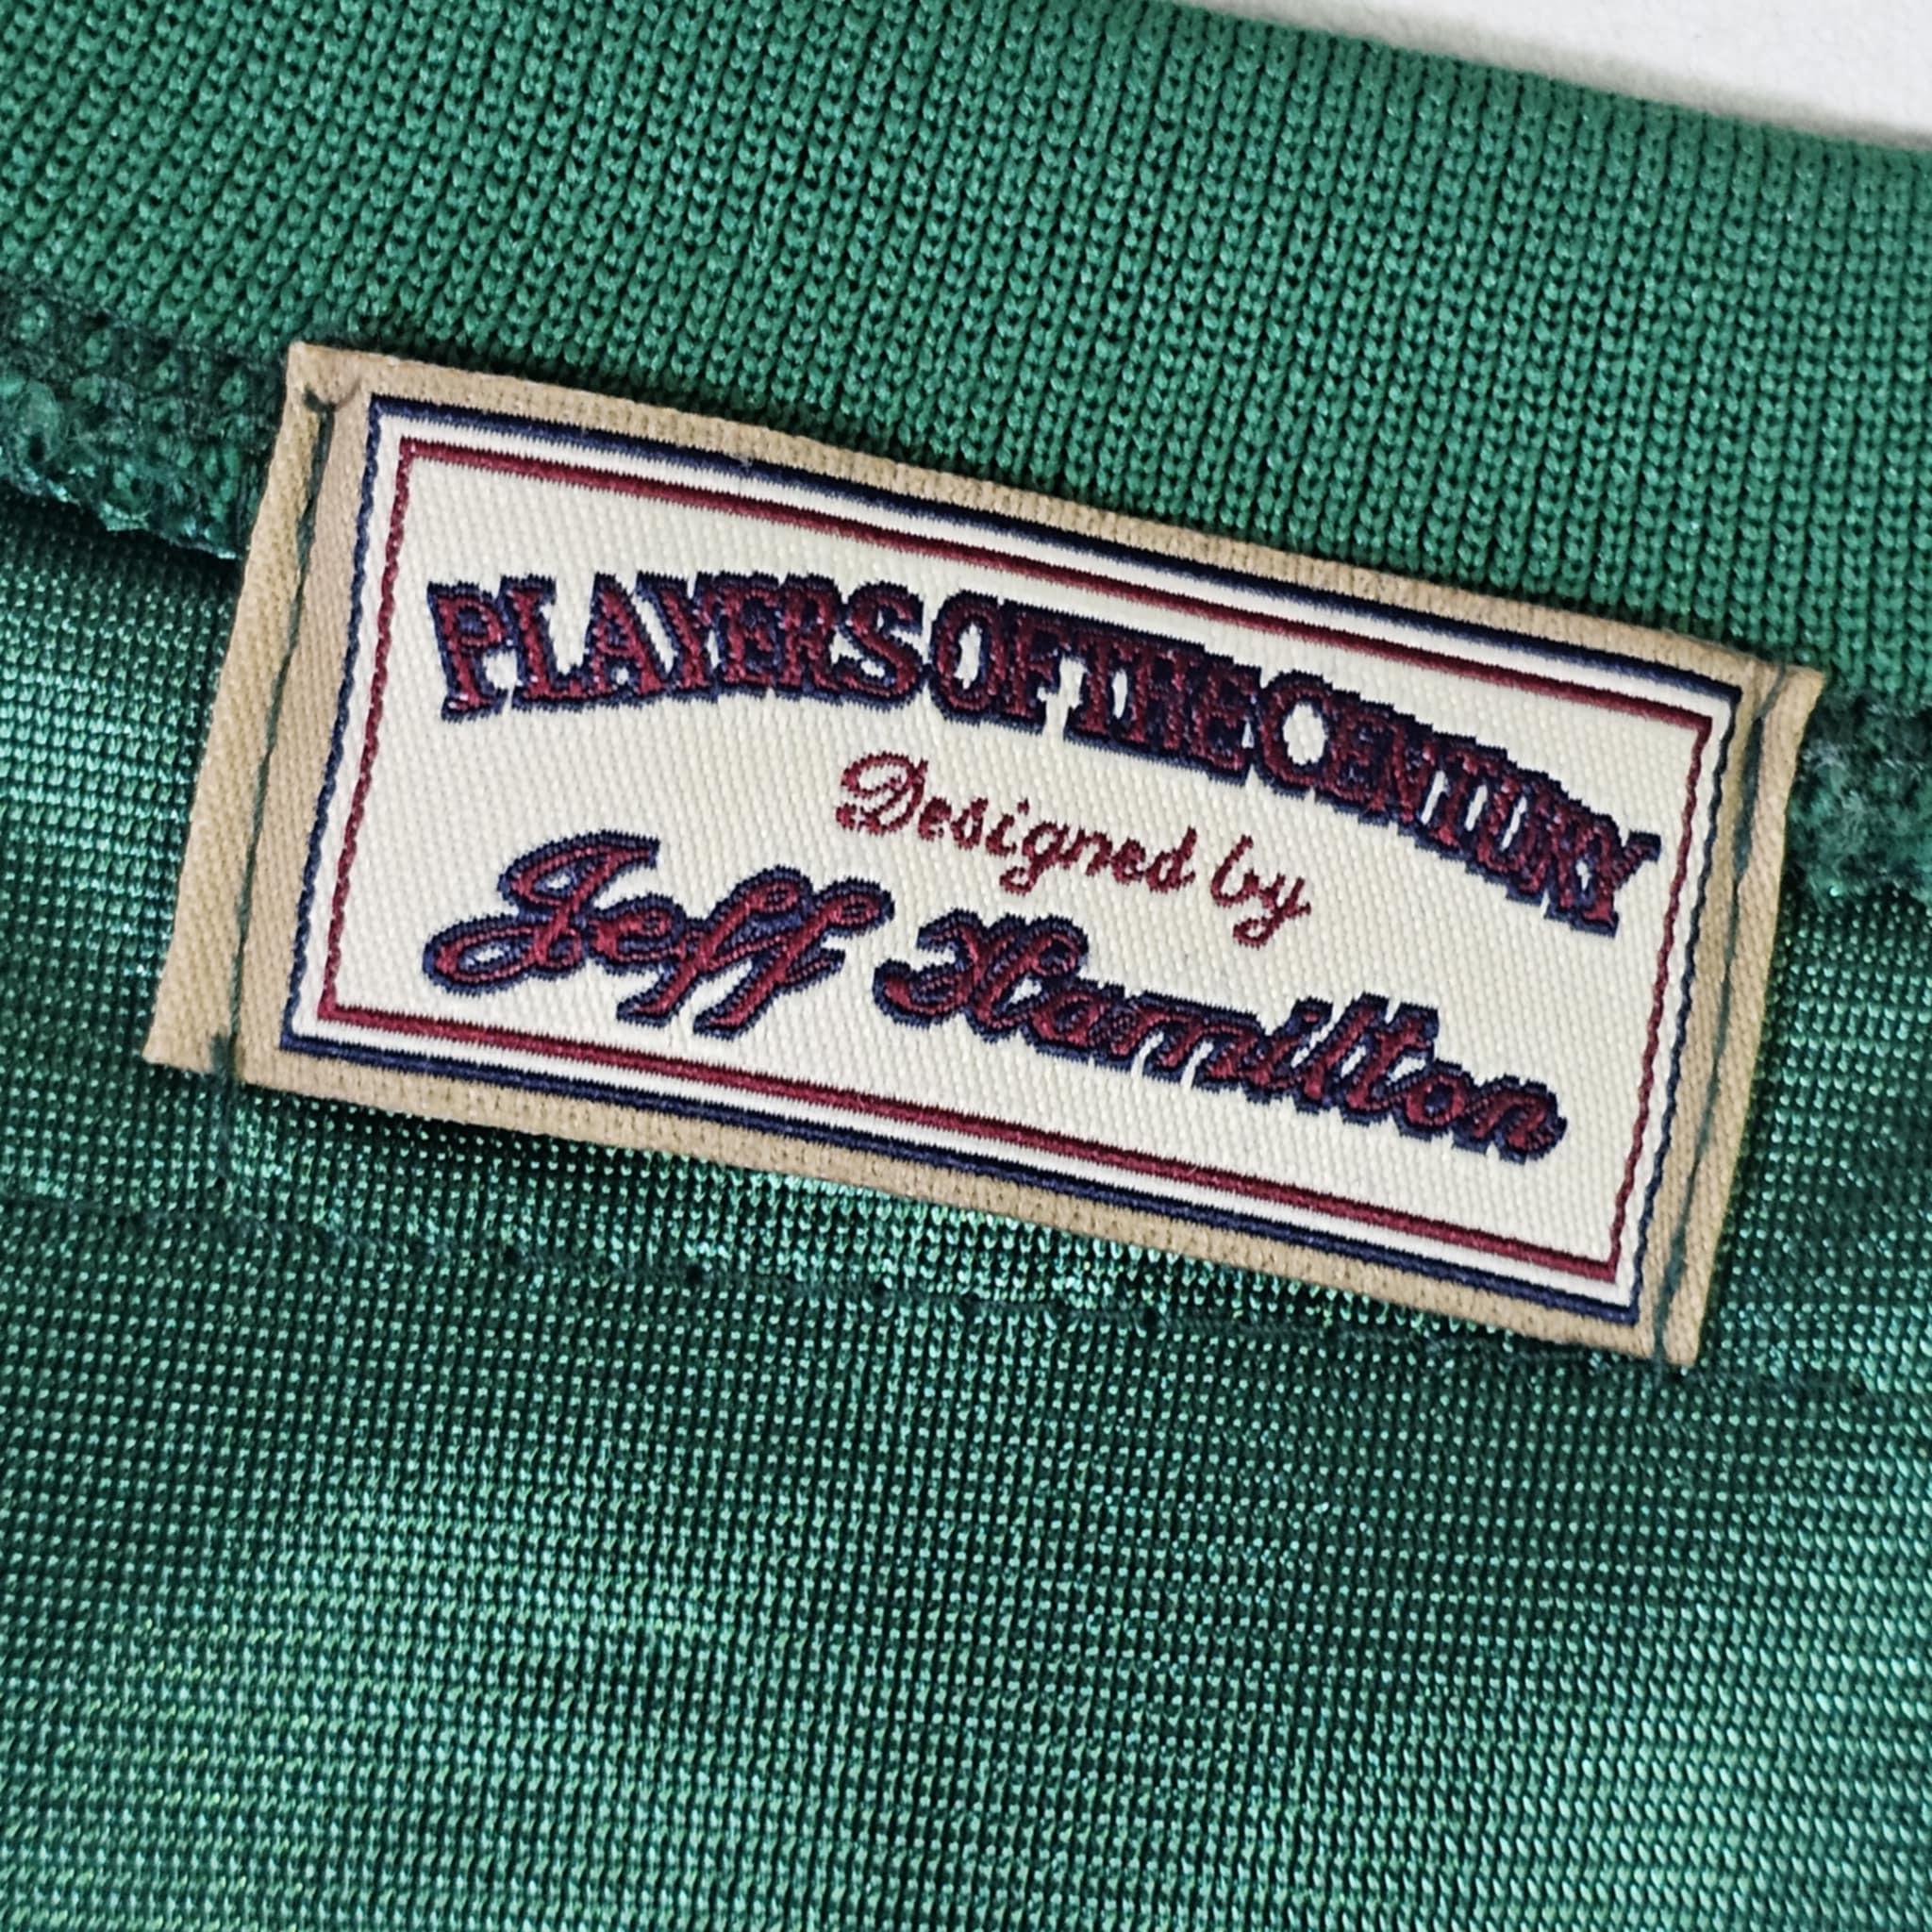 PLAYERS OF THE CENTURY
Designed by
Jeff Hamilton